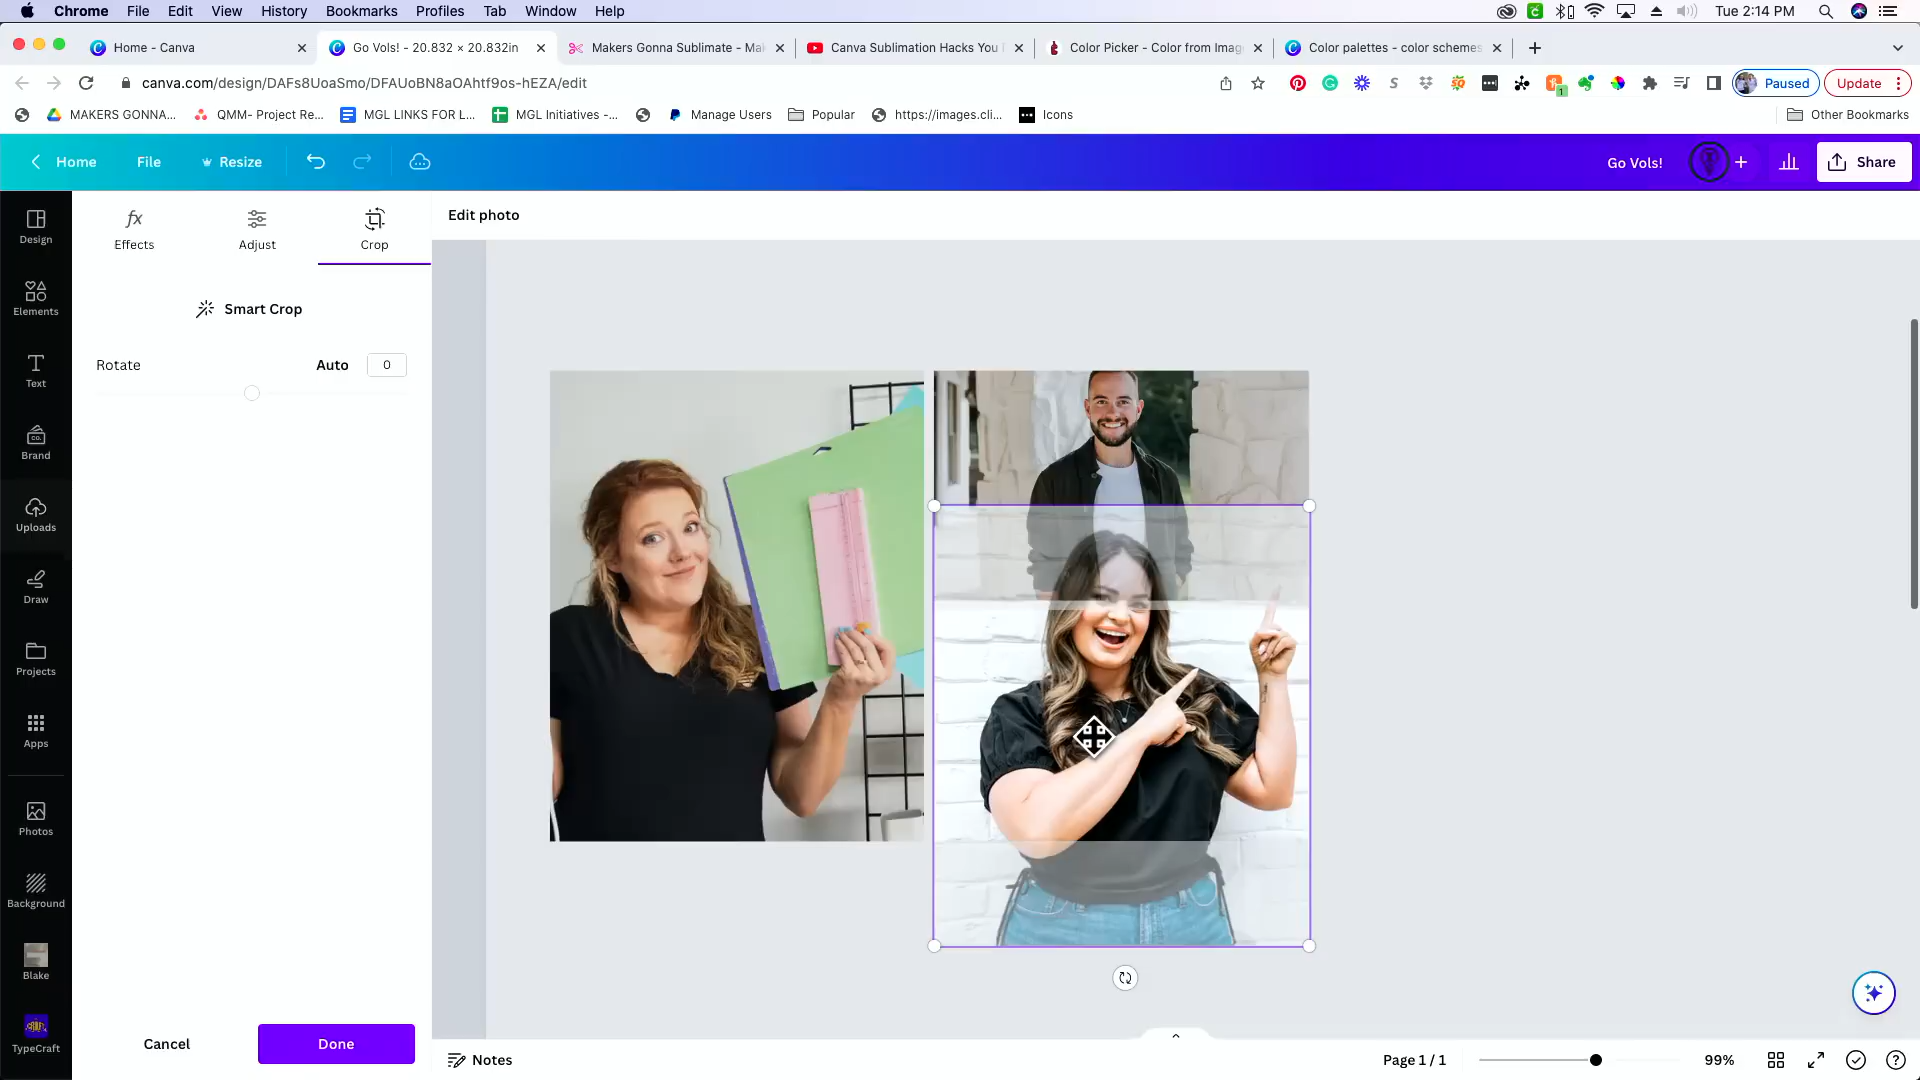 Chrome File Edit View History Bookmarks Profiles Tab Window Help Tue 2:14 PM
Home - Canva Go Vols! - 20.832 × 20.832in Makers Gonna Sublimate - Mak Canva Sublimation Hacks You Color Picker - Color from Imag Color palettes - color schemes
canva.com/design/DAFs8UoaSmo/DFAUoBN8aOAhtf9os-hEZA/edit 1 Paused Update
MAKERS GONNA... QMM- Project Re... MGL LINKS FOR L... MGL Initiatives -... Manage Users Popular https://images.cli... Icons Other Bookmarks
Home File Resize Go Vols! Share
Design
Elements
Text
Brand
Uploads
Draw
Projects
Apps
Photos
Background
Blake
TypeCraft
fx
Effects Adjust Crop
Smart Crop
Rotate Auto 0
Cancel Done
Edit photo
Notes Page 1 / 1 99%